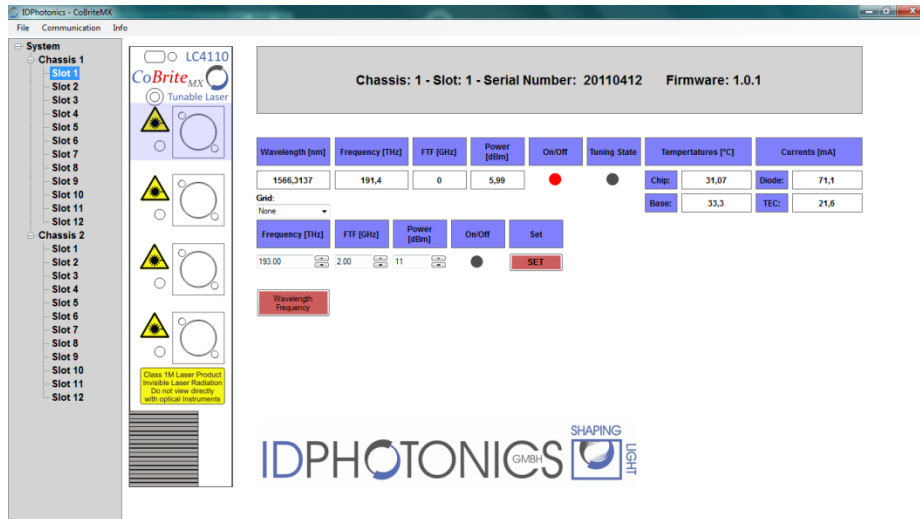 IDPhotonics - CoBriteMX
File Communication Info
System
Chassis 1
Slot 1
Slot 2
Slot 3
Slot 4
Slot 5
Slot 6
Slot 7
Slot 8
Slot 9
Slot 10
Slot 11
Slot 12
Chassis 2
Slot 1
Slot 2
Slot 3
Slot 4
Slot 5
Slot 6
Slot 7
Slot 8
Slot 9
Slot 10
Slot 11
Slot 12
LC4110
CoBrite MX
Tunable Laser
Class 1M Laser Product
Invisible Laser Radiation
Do not view directly
with optical Instruments
Chassis: 1 - Slot: 1 - Serial Number: 20110412 Firmware: 1.0.1
Wavelength [nm] Frequency [THz] FTF [GHz] Power [dBm] On/Off Tuning State Tempertatures [°C] Currents [mA]
1566,3137 191,4 0 5,99 Chip: 31,07 Diode: 71,1
Base: 33,3 TEC: 21,6
Grid:
None
Frequency [THz] FTF [GHz] Power [dBm] On/Off Set
193.00 2.00 11 SET
Wavelength
Frequency
IDPHOTONICS GMBH
SHAPING
LIGHT